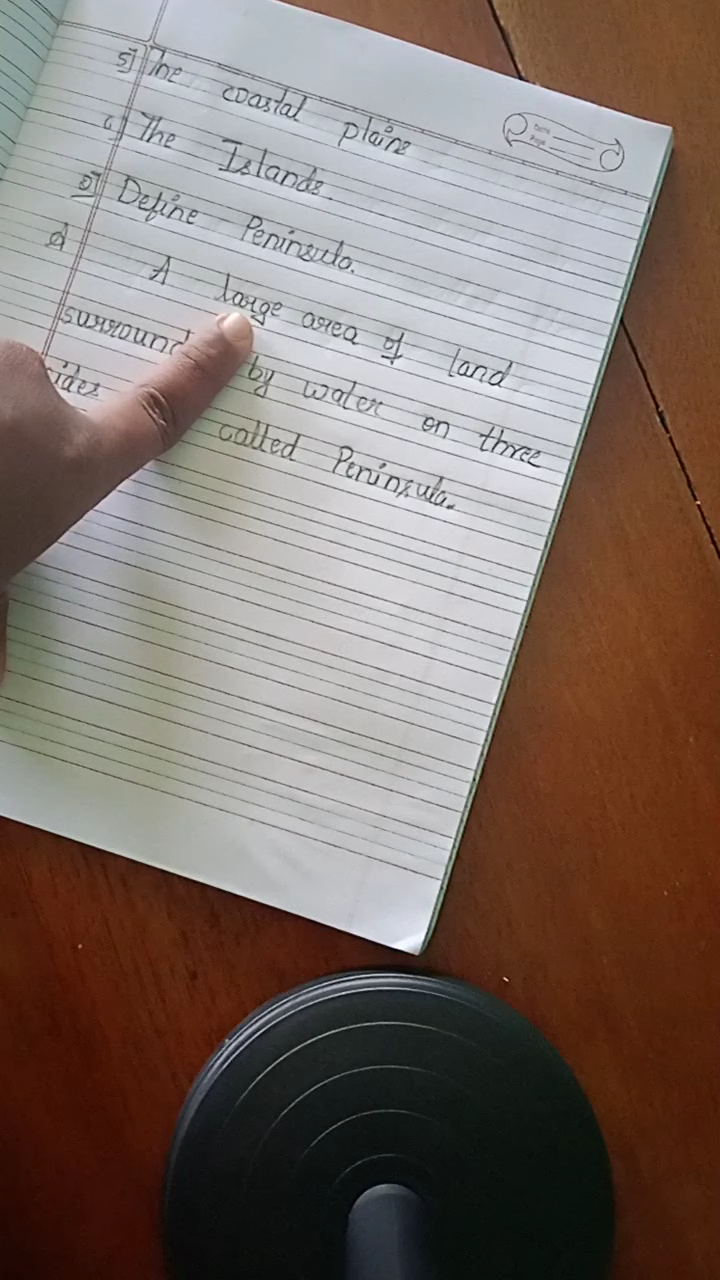 5] The coastal plains
6] The Islands.
Q] Define Peninsula.
A A large area of land
surround by water on three
sides called Peninsula.